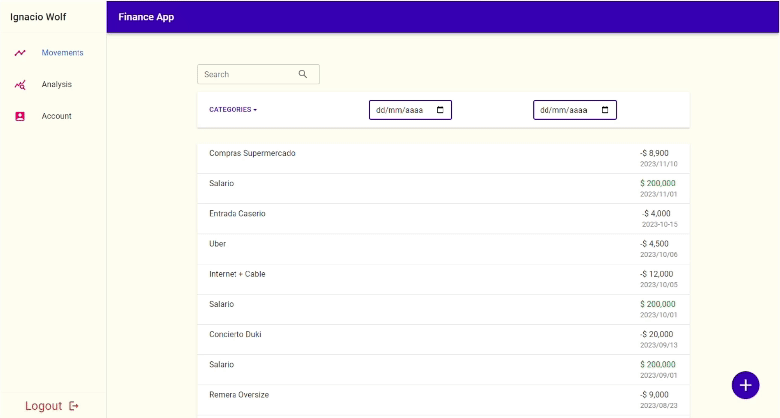 Ignacio Wolf
Finance App
Movements
Analysis
Account
Logout
Search
CATEGORIES
dd/mm/aaaa
dd/mm/aaaa
Compras Supermercado
-$ 8,900
2023/11/10
Salario
$ 200,000
2023/11/01
Entrada Caserio
-$ 4,000
2023-10-15
Uber
-$ 4,500
2023/10/06
Internet + Cable
-$ 12,000
2023/10/05
Salario
$ 200,000
2023/10/01
Concierto Duki
-$ 20,000
2023/09/13
Salario
$ 200,000
2023/09/01
Remera Oversize
-$ 9,000
2023/08/23